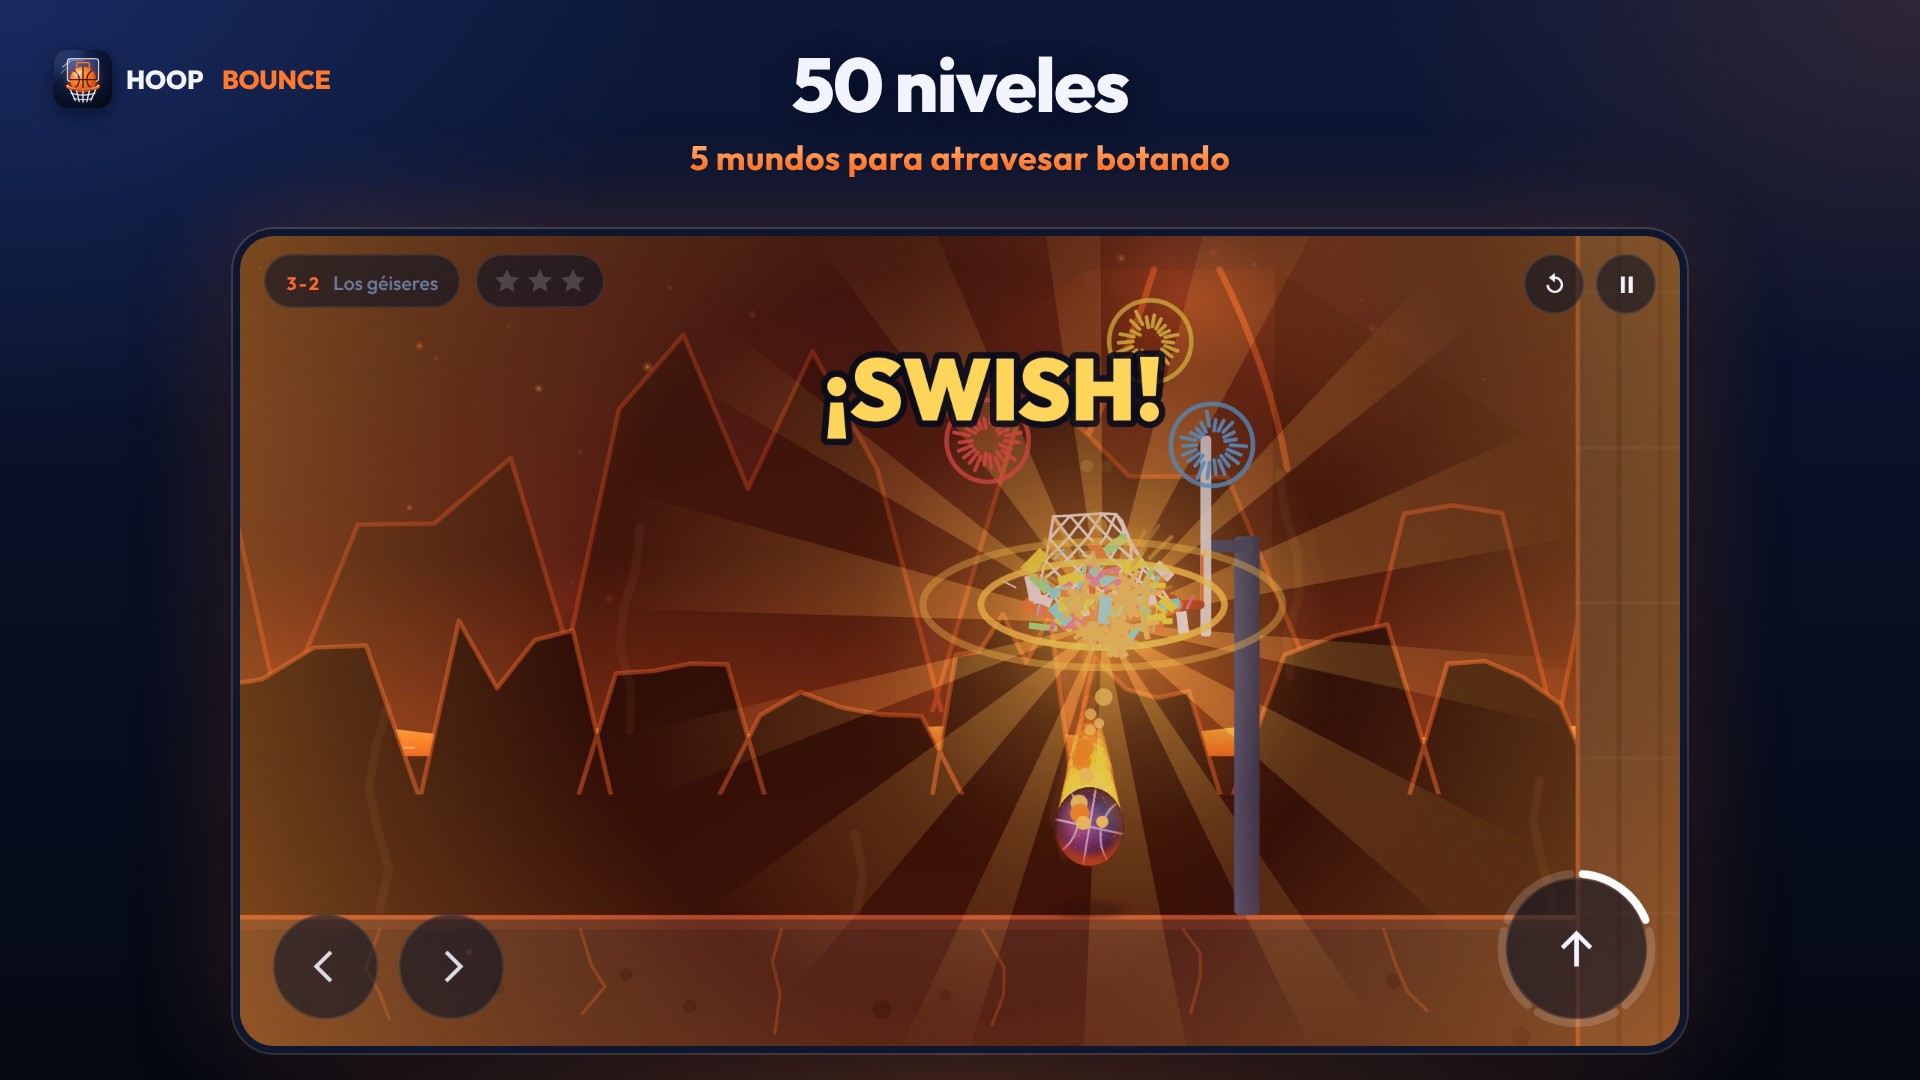 HOOP BOUNCE
50 niveles
5 mundos para atravesar botando
3-2 Los géiseres
¡SWISH!